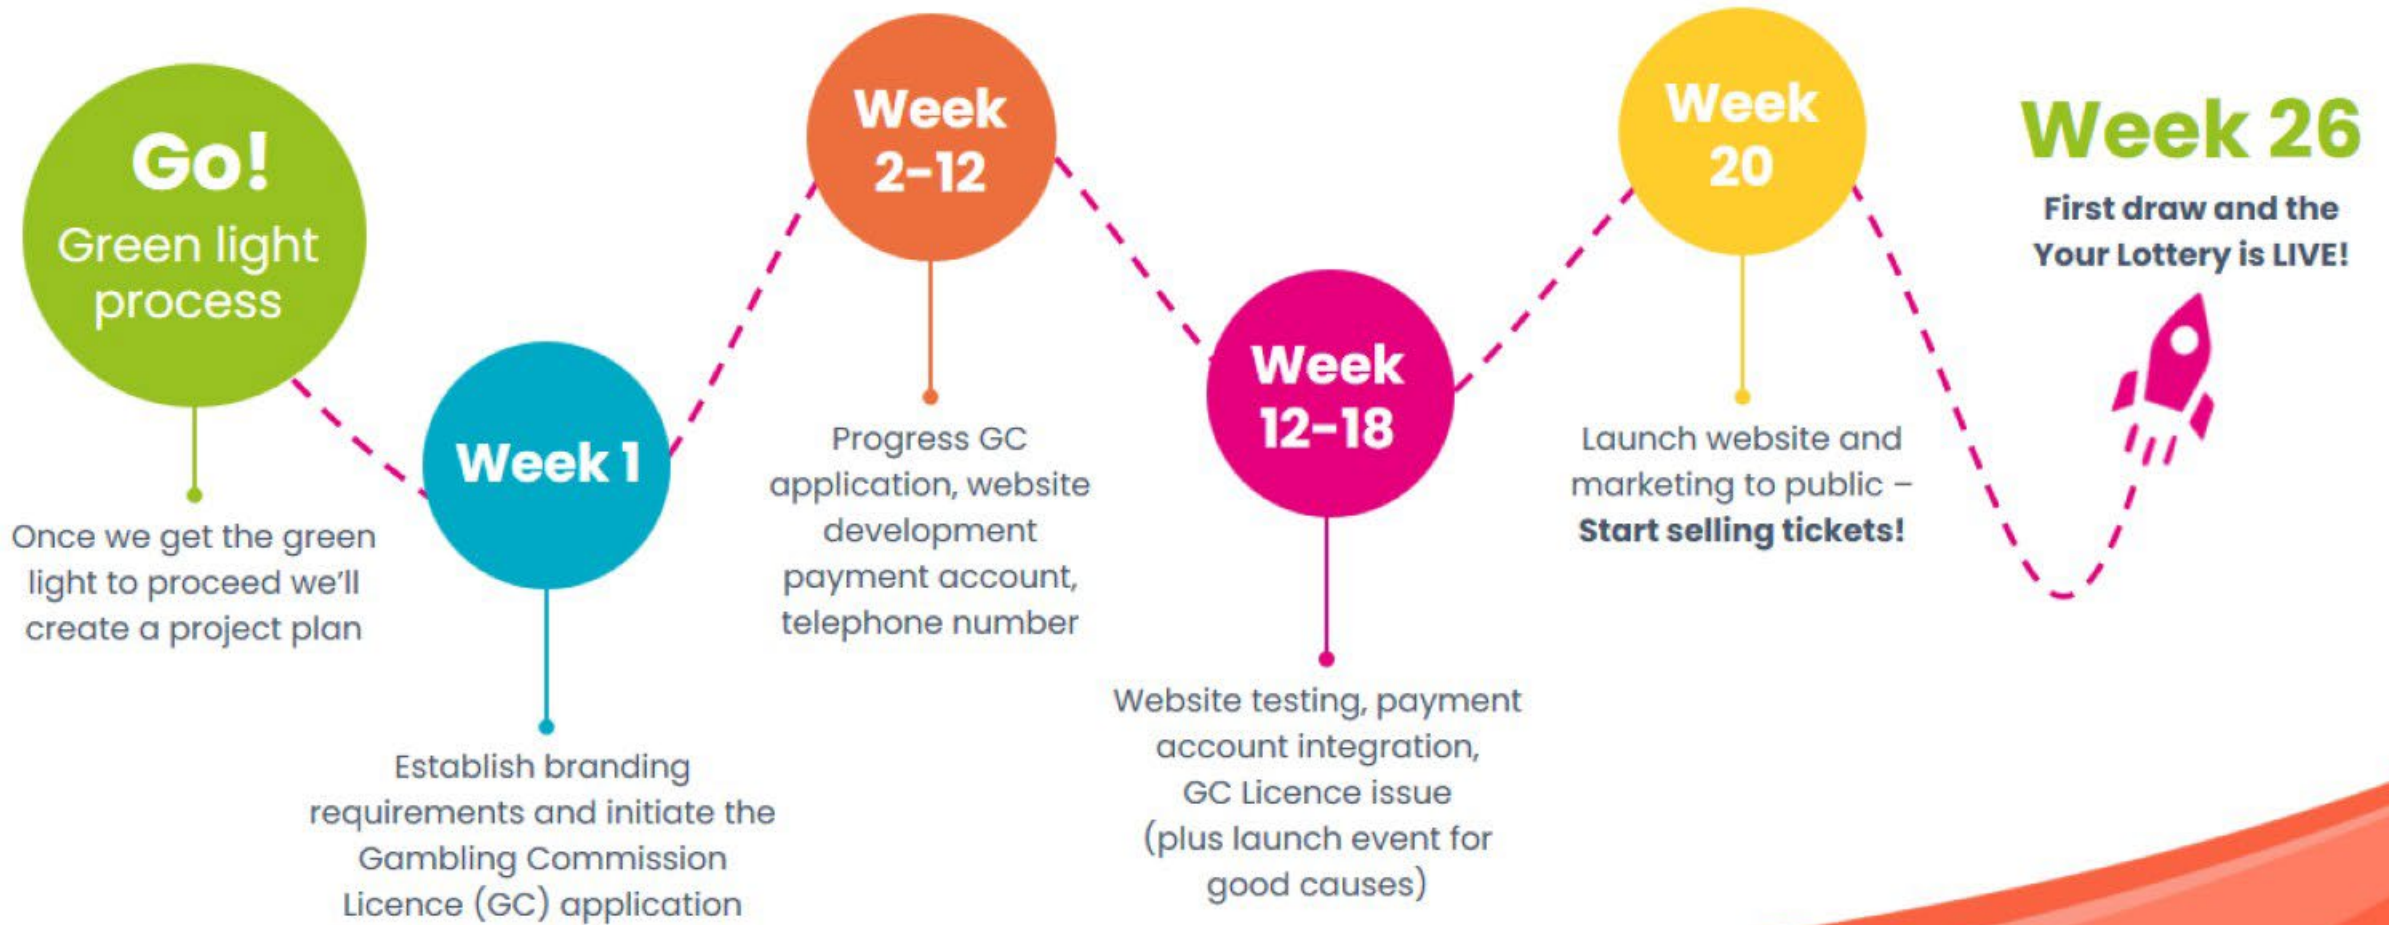 Go!
Green light
process
Once we get the green
light to proceed we'll
create a project plan
Week 1
Establish branding
requirements and initiate the
Gambling Commission
Licence (GC) application
Week
2-12
Progress GC
application, website
development
payment account,
telephone number
Week
12-18
Website testing, payment
account integration,
GC Licence issue
(plus launch event for
good causes)
Week
20
Launch website and
marketing to public –
Start selling tickets!
Week 26
First draw and the
Your Lottery is LIVE!